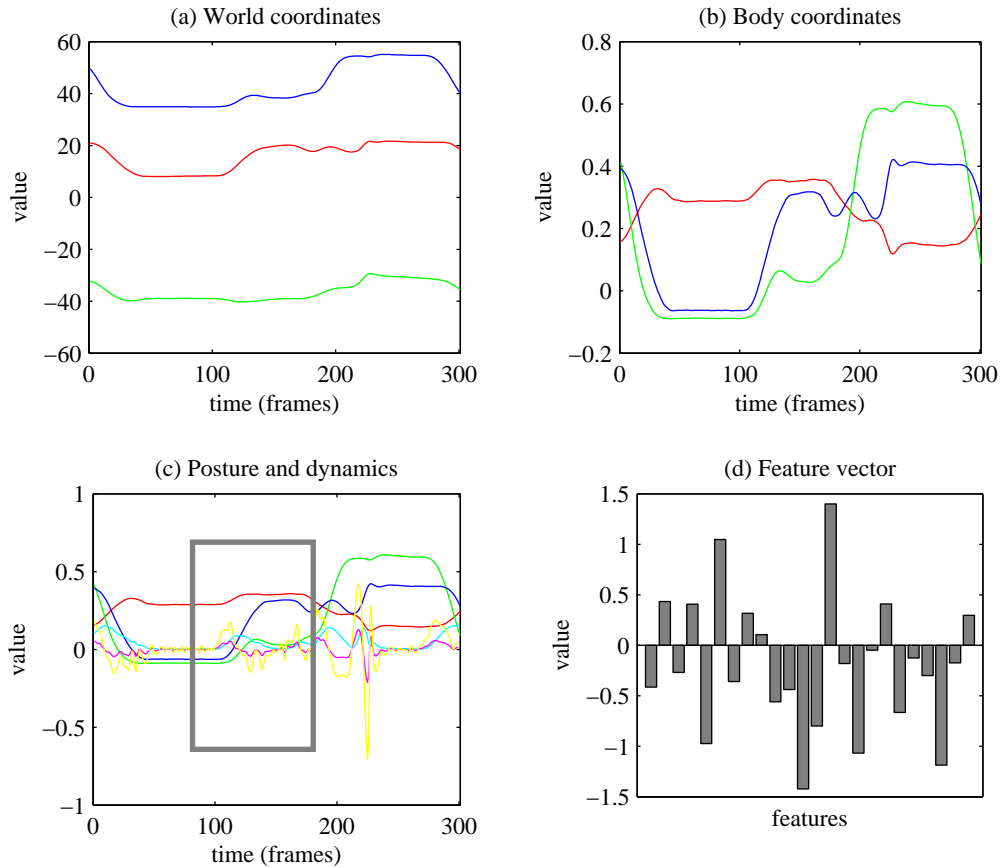 (a) World coordinates
60
40
20
0
−20
−40
−60
value
0 100 200 300
time (frames)
(b) Body coordinates
0.8
0.6
0.4
0.2
0
−0.2
value
0 100 200 300
time (frames)
(c) Posture and dynamics
1
0.5
0
−0.5
−1
value
0 100 200 300
time (frames)
(d) Feature vector
1.5
1
0.5
0
−0.5
−1
−1.5
value
features